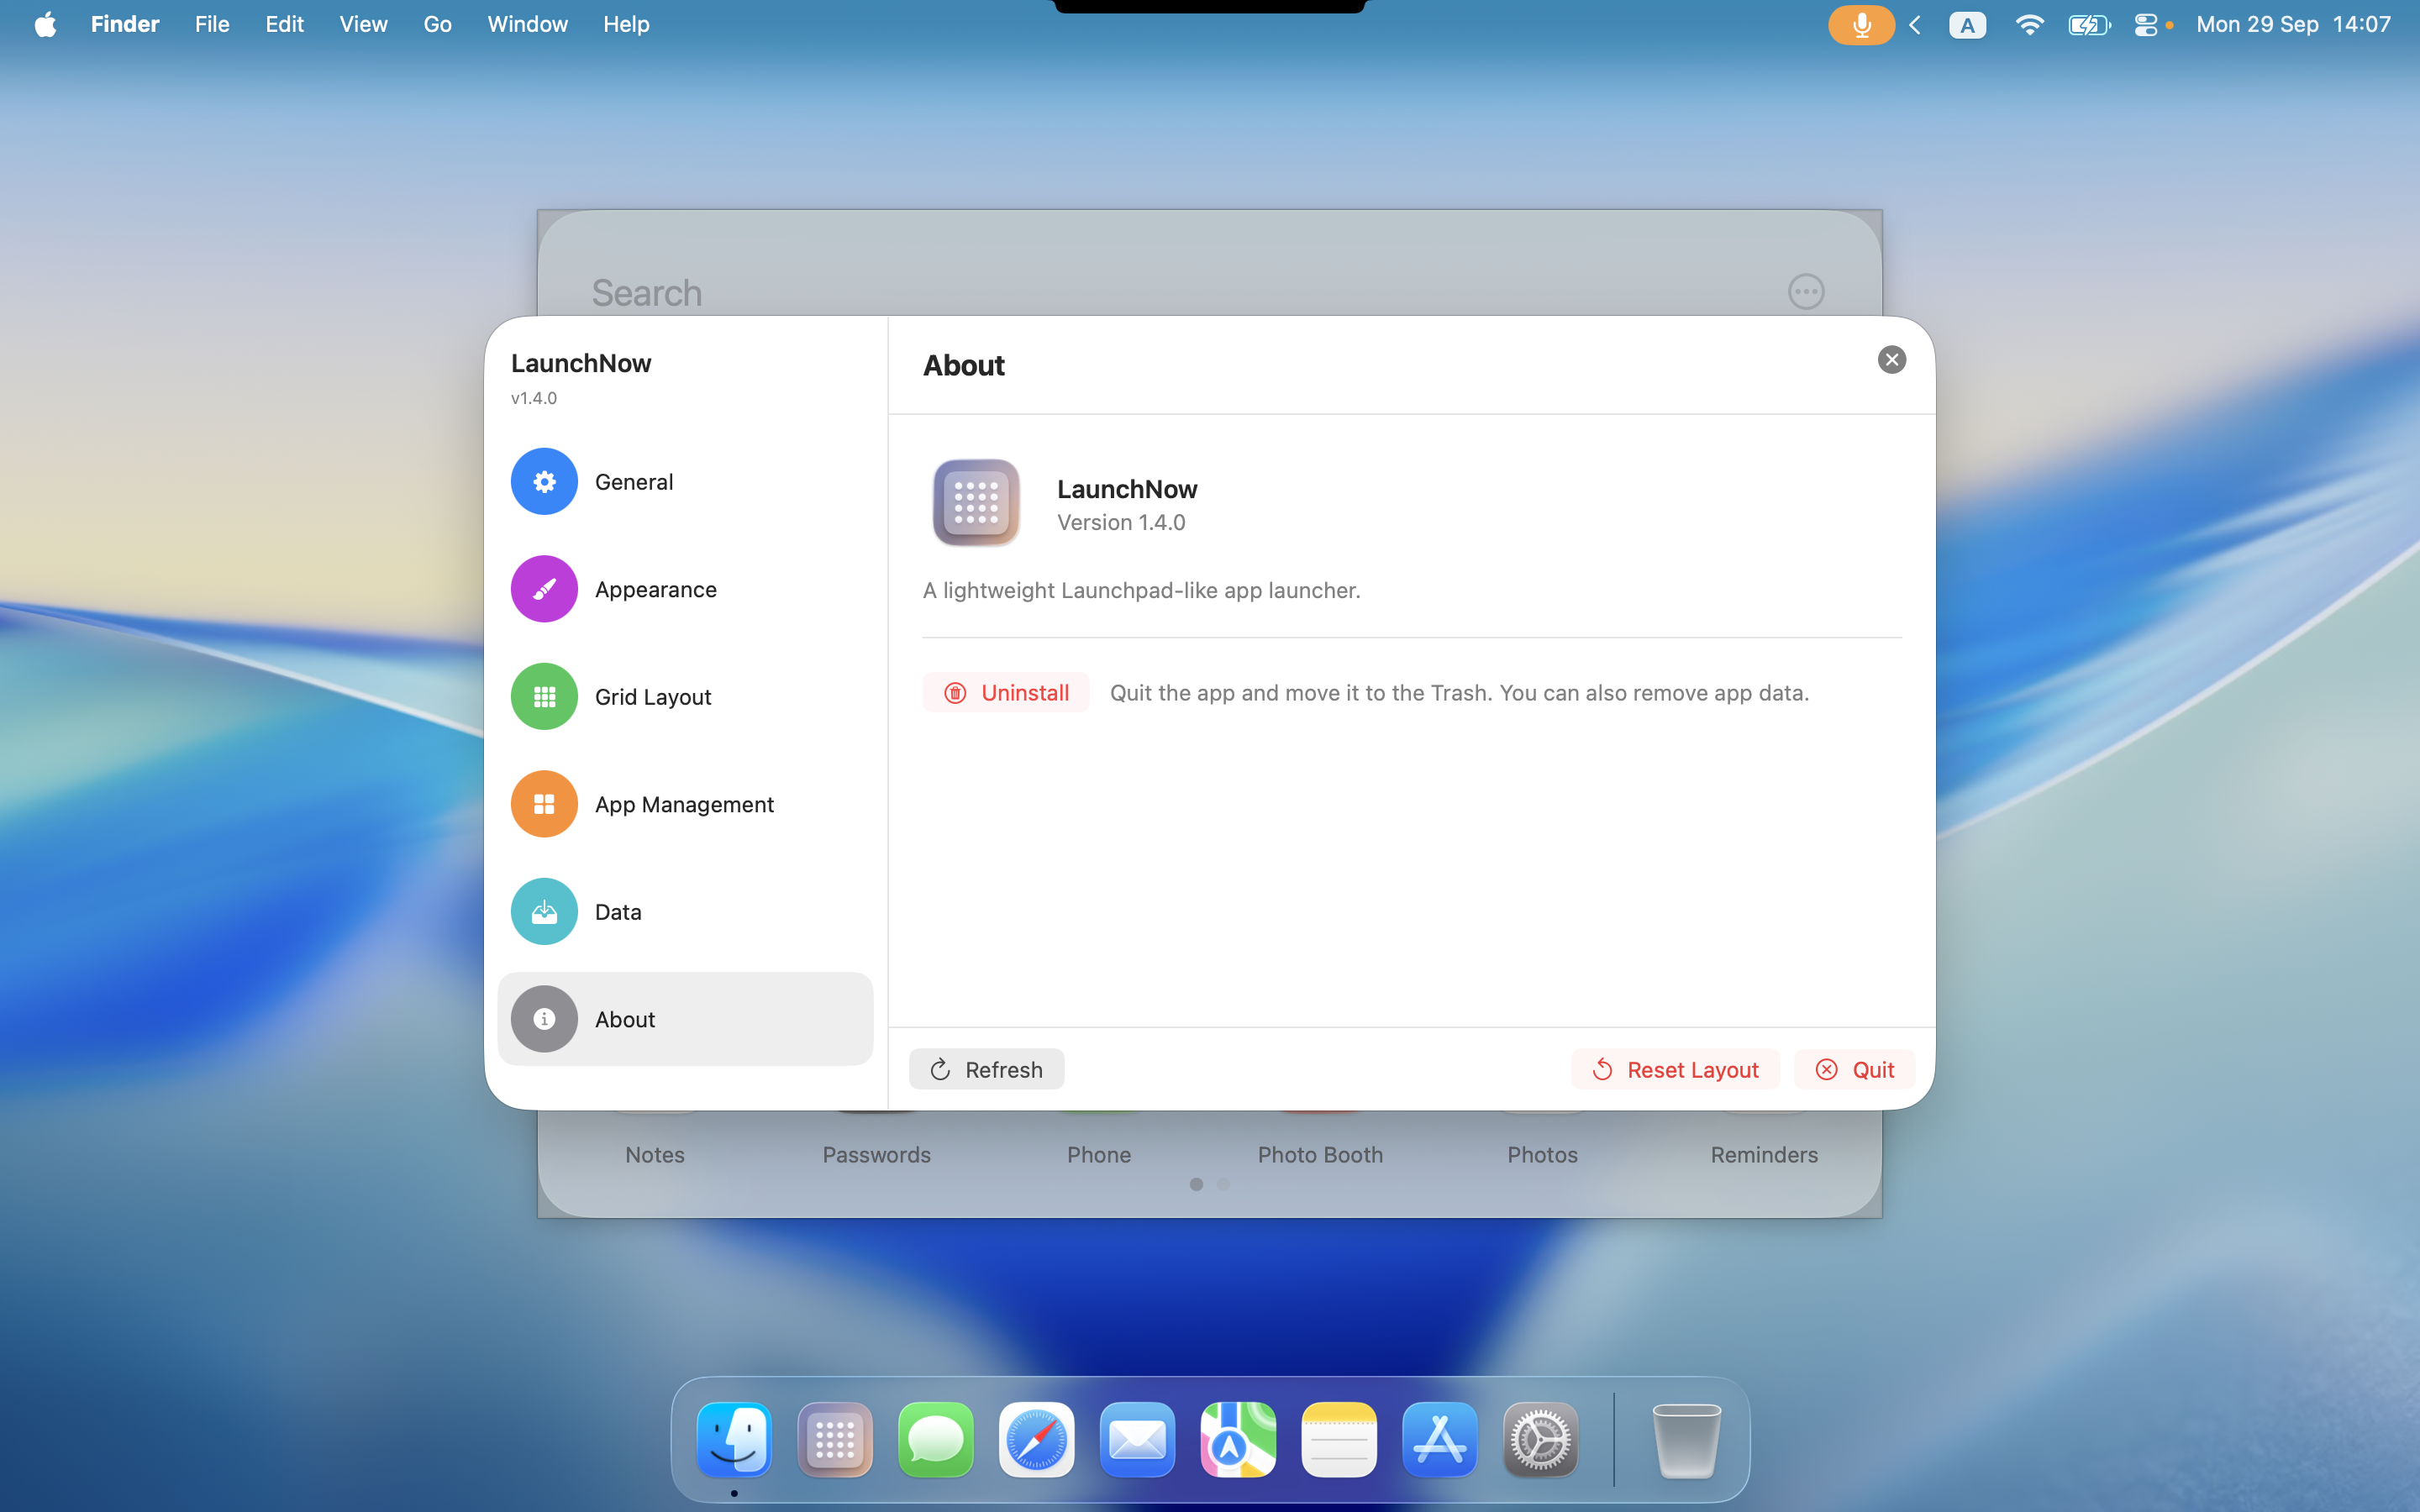 Finder File Edit View Go Window Help A Mon 29 Sep 14:07
Search
LaunchNow
v1.4.0
General
Appearance
Grid Layout
App Management
Data
About
About
LaunchNow
Version 1.4.0
A lightweight Launchpad-like app launcher.
Uninstall Quit the app and move it to the Trash. You can also remove app data.
Refresh Reset Layout Quit
Notes Passwords Phone Photo Booth Photos Reminders